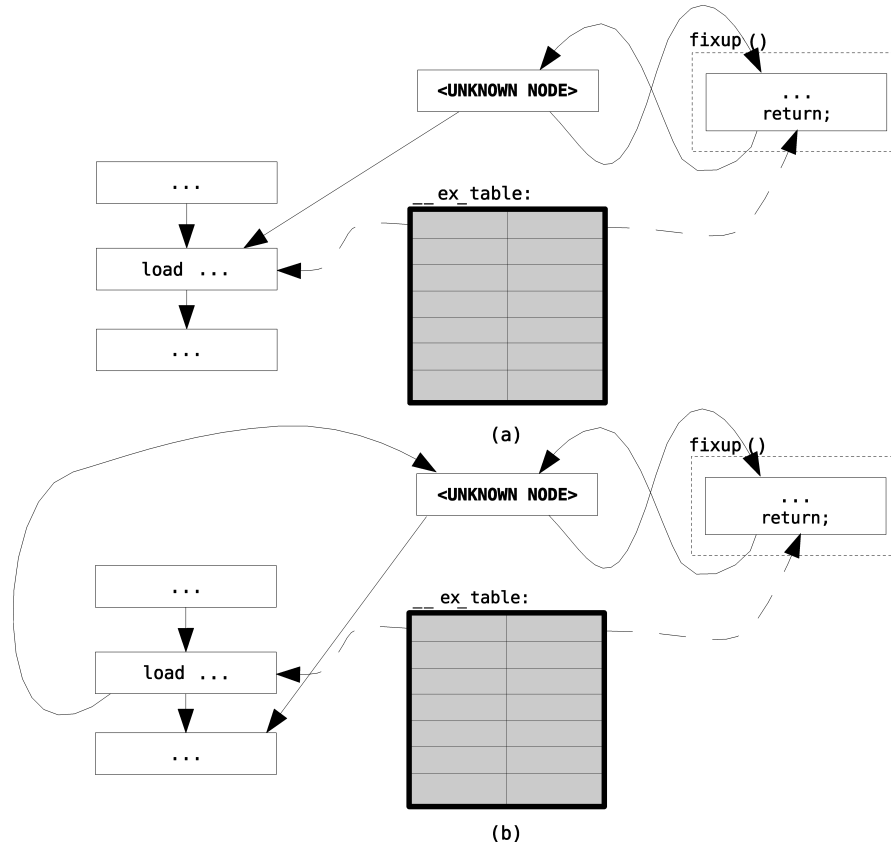 fixup ()
<UNKNOWN NODE>
...
return;
...
__ex_table:
load ...
...
(a)
fixup ()
<UNKNOWN NODE>
...
return;
...
__ex_table:
load ...
...
(b)